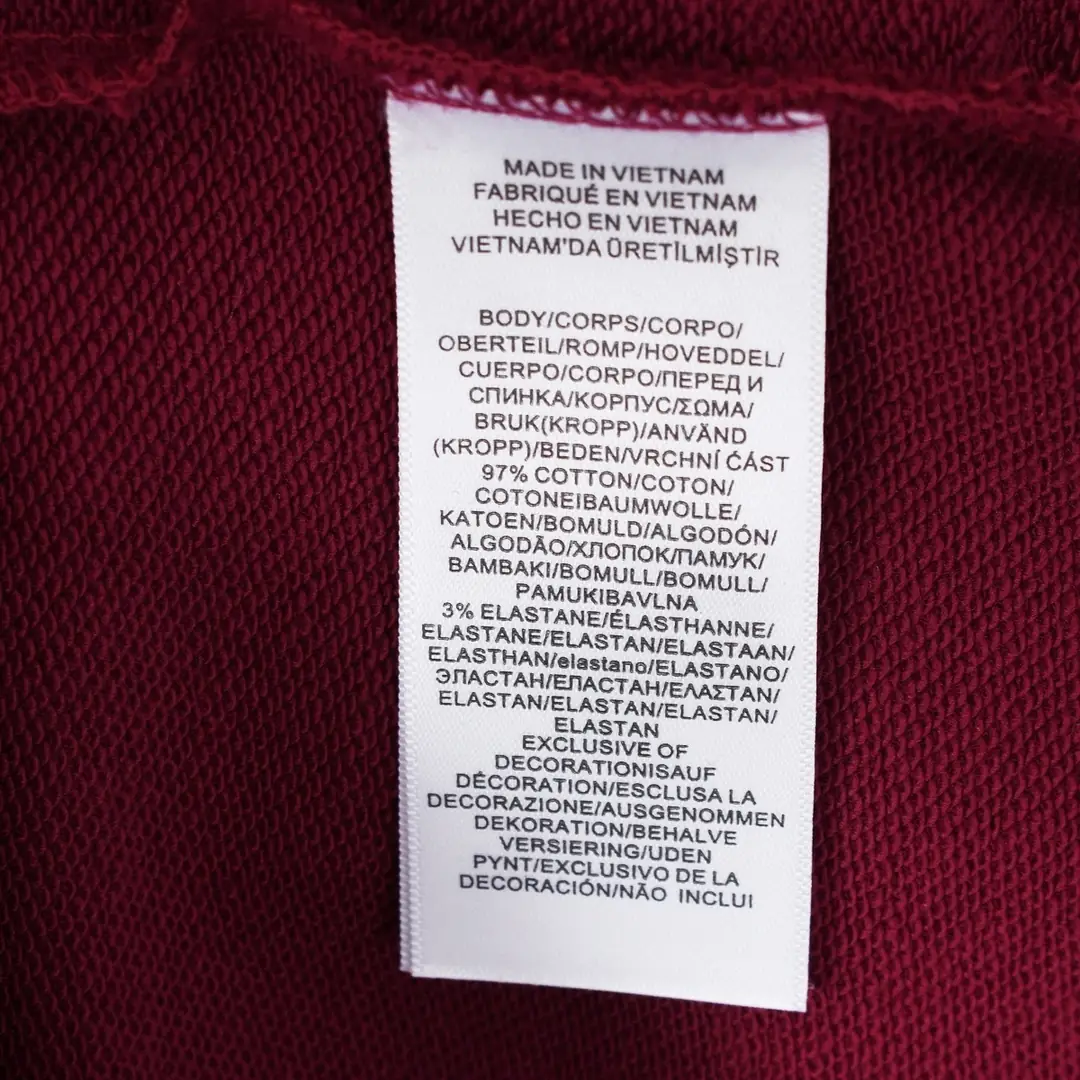 MADE IN VIETNAM
FABRIQUÉ EN VIETNAM
HECHO EN VIETNAM
VIETNAM'DA ÜRETİLMİŞTİR
BODY/CORPS/CORPO/
OBERTEIL/ROMP/HOVEDDEL/
CUERPO/CORPO/ПЕРЕД И
СПИНКА/КОРПУС/ΣΩΜΑ/
BRUK(KROPP)/ANVÄND
(KROPP)/BEDEN/VRCHNÍ ĆÁST
97% COTTON/COTON/
COTONEIBAUMWOLLE/
KATOEN/BOMULD/ALGODÓN/
ALGODÃO/ХЛОПОК/ПАМУК/
BAMBAKI/BOMULL/BOMULL/
PAMUKIBAVLNA
3% ELASTANE/ÉLASTHANNE/
ELASTANE/ELASTAN/ELASTAAN/
ELASTHAN/elastano/ELASTANO/
ЭЛАСТАН/ЕПАСТАН/ΕΛΑΣΤΑΝ/
ELASTAN/ELASTAN/ELASTAN/
ELASTAN
EXCLUSIVE OF
DECORATIONISAUF
DÉCORATION/ESCLUSA LA
DECORAZIONE/AUSGENOMMEN
DEKORATION/BEHALVE
VERSIERING/UDEN
PYNT/EXCLUSIVO DE LA
DECORACIÓN/NÃO INCLUI